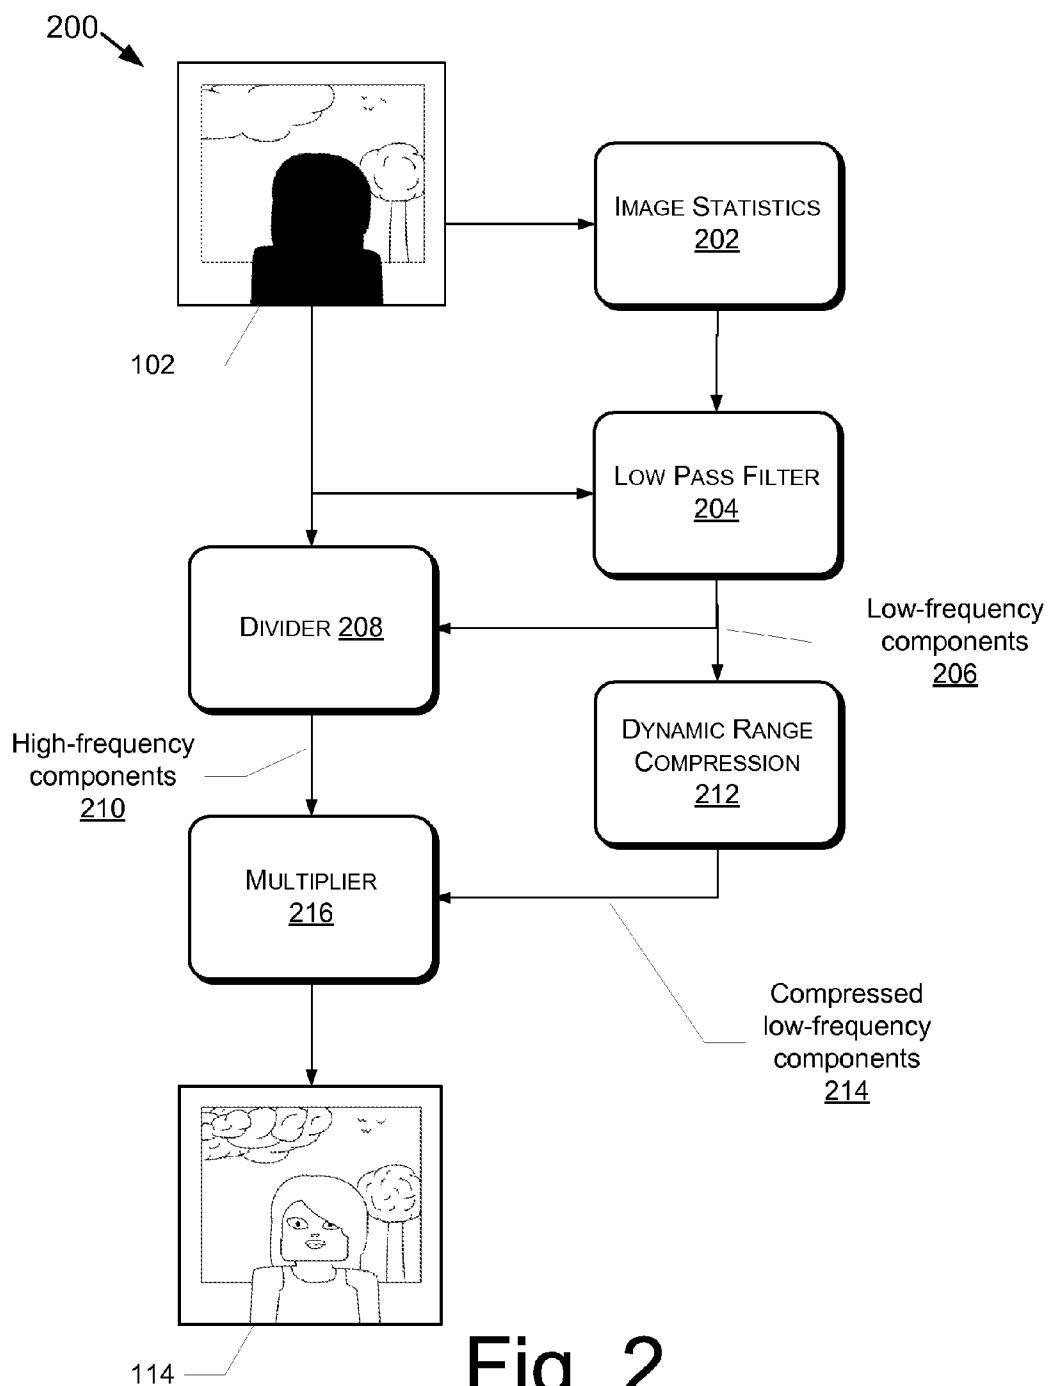 200
IMAGE STATISTICS
202
102
LOW PASS FILTER
204
DIVIDER 208
Low-frequency
components
206
High-frequency
components
210
DYNAMIC RANGE
COMPRESSION
212
MULTIPLIER
216
Compressed
low-frequency
components
214
114
Fig. 2